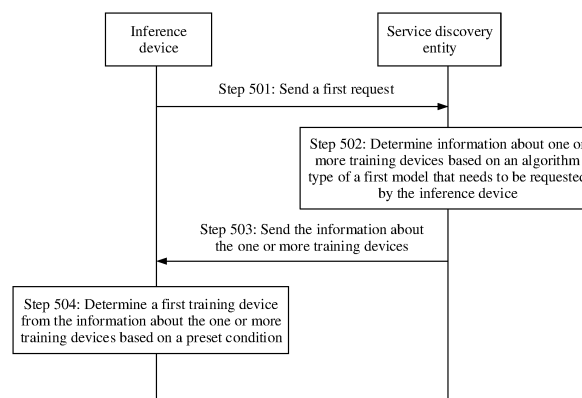 Inference
device
Service discovery
entity
Step 501: Send a first request
Step 502: Determine information about one or
more training devices based on an algorithm
type of a first model that needs to be requested
by the inference device
Step 503: Send the information about
the one or more training devices
Step 504: Determine a first training device
from the information about the one or more
training devices based on a preset condition